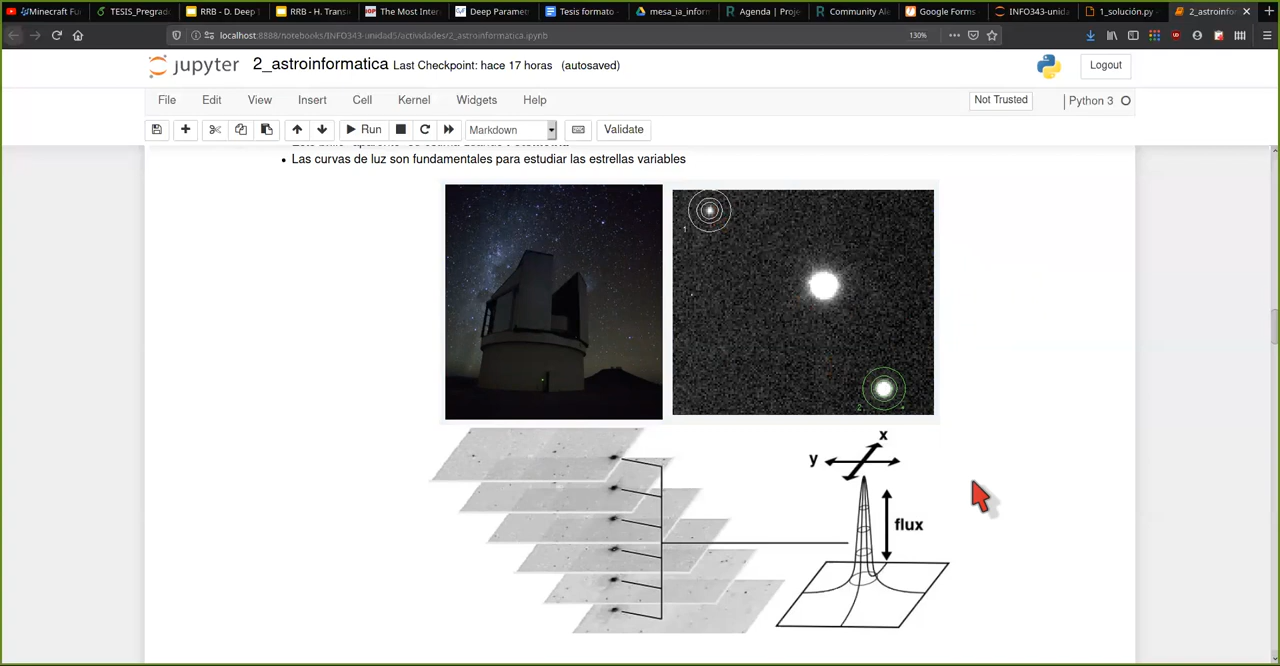 Minecraft Fu
TESIS_Pregrad
RRB - D. Deep
RRB - H. Transi
The Most Inter
Deep Paramet
Tesis formato -
mesa_ia_inforn
Agenda | Proje
Community Ale
Google Forms
INFO343-unida
1_solución.py
2_astroinfor
localhost:8888/notebooks/INFO343-unidad5/actividades/2_astroinformatica.ipynb
130%
jupyter 2_astroinformatica Last Checkpoint: hace 17 horas (autosaved)
Logout
File Edit View Insert Cell Kernel Widgets Help
Not Trusted
Python 3
Run
Markdown
Validate
Las curvas de luz son fundamentales para estudiar las estrellas variables
1
2
x
y
flux